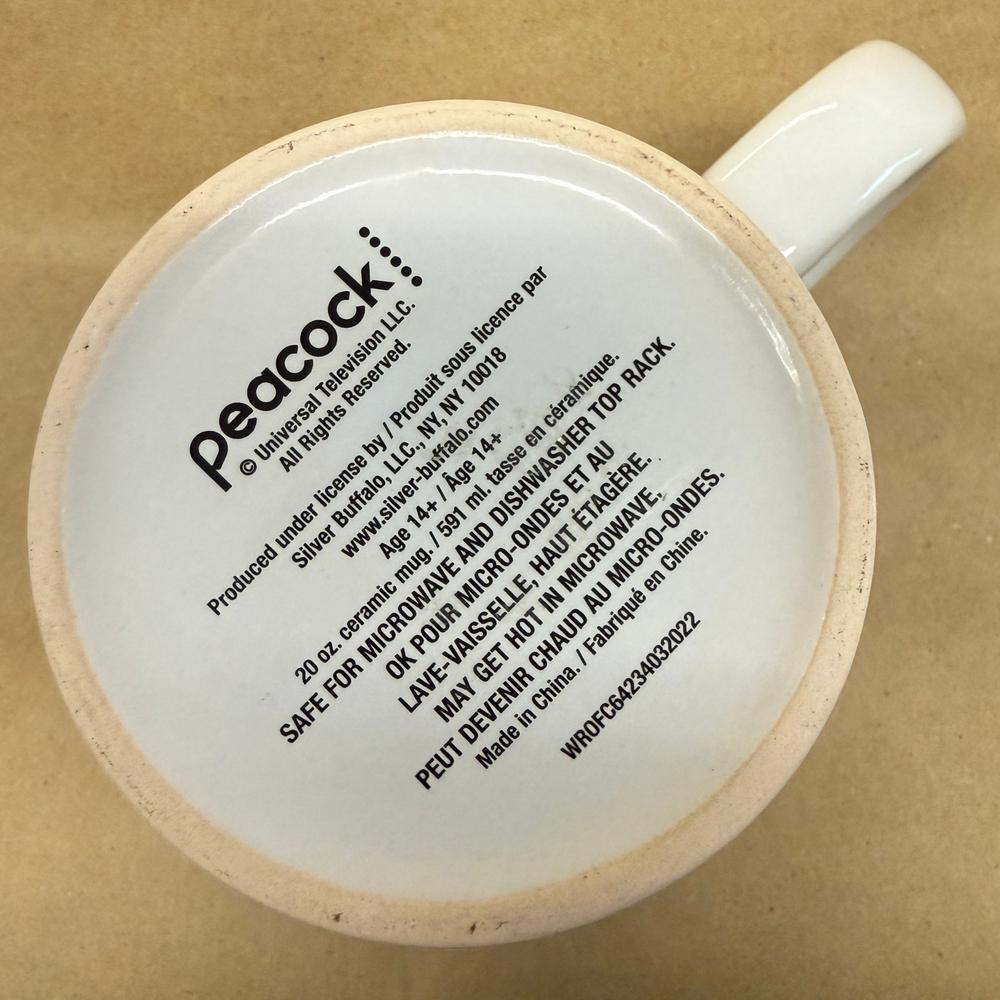 peacock
© Universal Television LLC.
All Rights Reserved.
Produced under license by / Produit sous licence par
Silver Buffalo, LLC., NY, NY 10018
www.silver-buffalo.com
Age 14+ / Âge 14+
20 oz. ceramic mug. / 591 ml. tasse en céramique.
SAFE FOR MICROWAVE AND DISHWASHER TOP RACK.
OK POUR MICRO-ONDES ET AU
LAVE-VAISSELLE, HAUT ÉTAGÈRE.
MAY GET HOT IN MICROWAVE.
PEUT DEVENIR CHAUD AU MICRO-ONDES.
Made in China. / Fabriqué en Chine.
WROFC64234032022